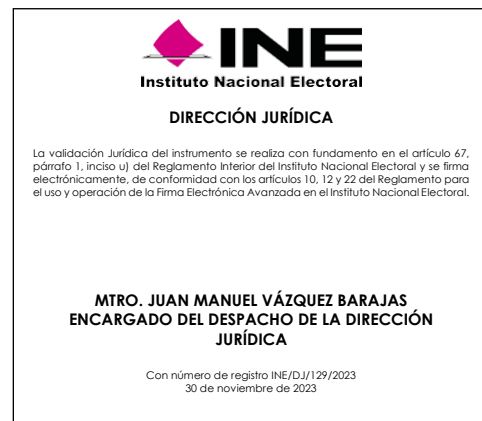 INE
Instituto Nacional Electoral
DIRECCIÓN JURÍDICA
La validación Jurídica del instrumento se realiza con fundamento en el artículo 67,
párrafo 1, inciso u) del Reglamento Interior del Instituto Nacional Electoral y se firma
electrónicamente, de conformidad con los artículos 10, 12 y 22 del Reglamento para
el uso y operación de la Firma Electrónica Avanzada en el Instituto Nacional Electoral.
MTRO. JUAN MANUEL VÁZQUEZ BARAJAS
ENCARGADO DEL DESPACHO DE LA DIRECCIÓN
JURÍDICA
Con número de registro INE/DJ/129/2023
30 de noviembre de 2023